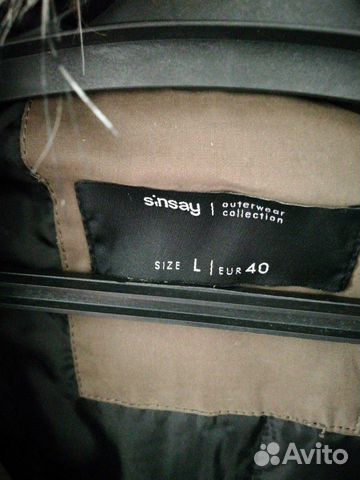 sinsay | outerwear
collection
SIZE L | EUR 40
Avito